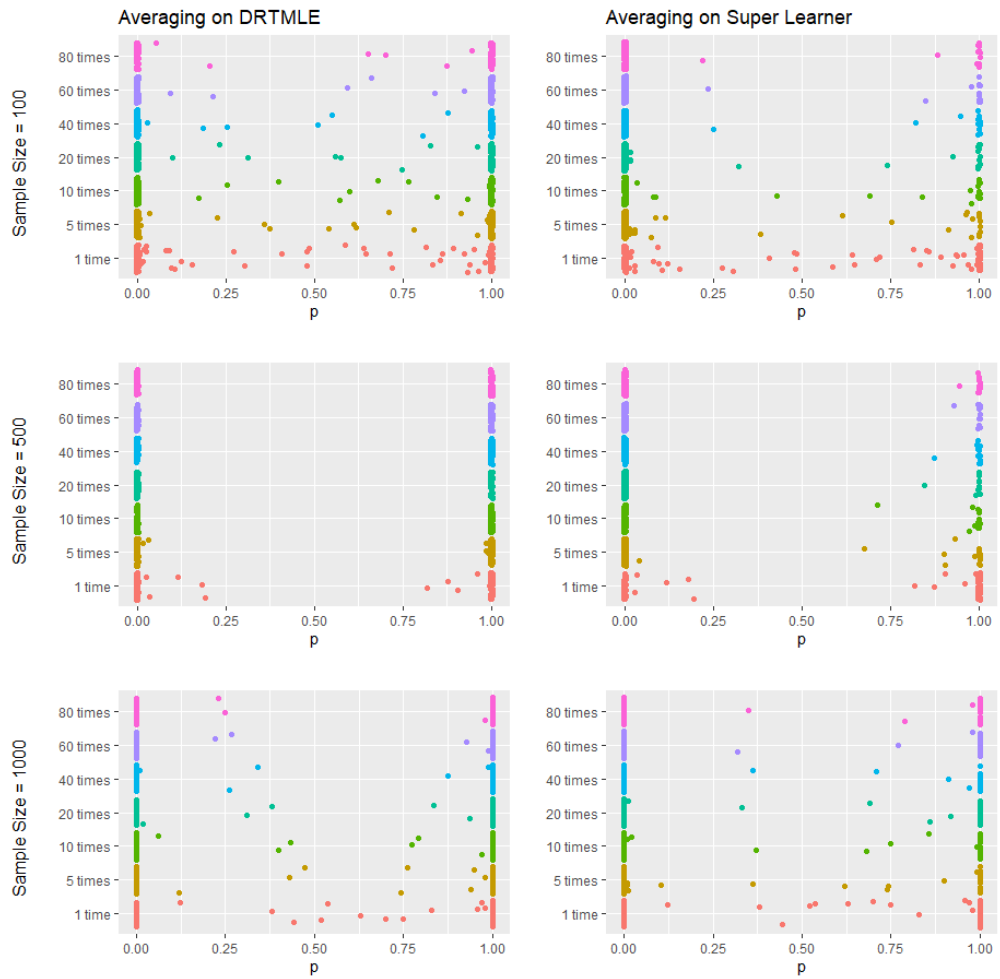 Averaging on DRTMLE
Averaging on Super Learner
Sample Size = 100
80 times
60 times
40 times
20 times
10 times
5 times
1 time
0.00 0.25 0.50 0.75 1.00
p
80 times
60 times
40 times
20 times
10 times
5 times
1 time
0.00 0.25 0.50 0.75 1.00
p
Sample Size = 500
80 times
60 times
40 times
20 times
10 times
5 times
1 time
0.00 0.25 0.50 0.75 1.00
p
80 times
60 times
40 times
20 times
10 times
5 times
1 time
0.00 0.25 0.50 0.75 1.00
p
Sample Size = 1000
80 times
60 times
40 times
20 times
10 times
5 times
1 time
0.00 0.25 0.50 0.75 1.00
p
80 times
60 times
40 times
20 times
10 times
5 times
1 time
0.00 0.25 0.50 0.75 1.00
p